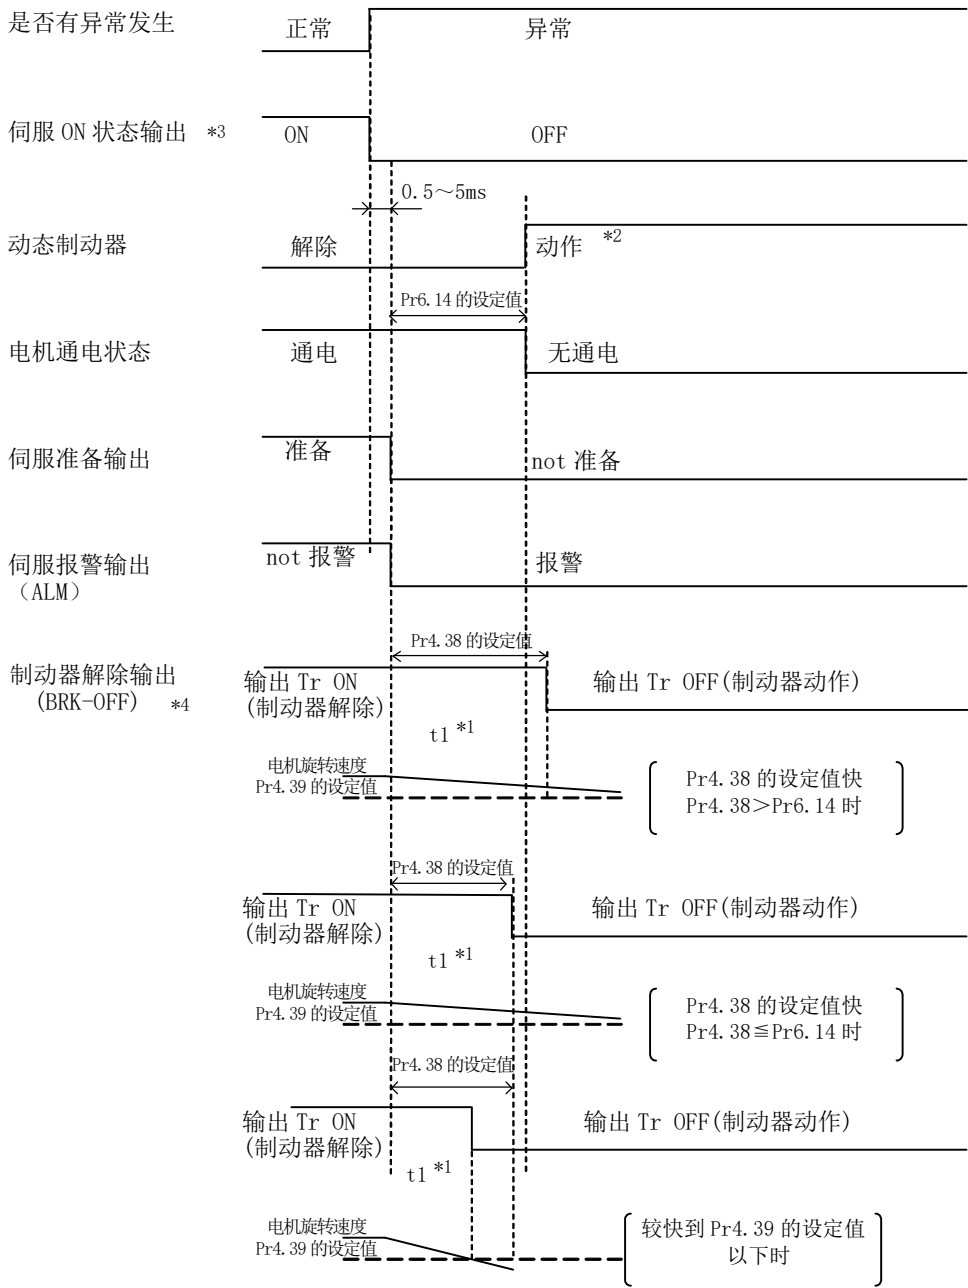 是否有异常发生
正常
异常
伺服 ON 状态输出 *3
ON
OFF
0.5～5ms
动态制动器
解除
动作 *2
Pr6.14 的设定值
电机通电状态
通电
无通电
伺服准备输出
准备
not 准备
伺服报警输出
（ALM）
not 报警
报警
Pr4.38 的设定值
制动器解除输出
(BRK-OFF) *4
输出 Tr ON
(制动器解除)
输出 Tr OFF(制动器动作)
t1 *1
电机旋转速度
Pr4.39 的设定值
Pr4.38 的设定值快
Pr4.38＞Pr6.14 时
Pr4.38 的设定值
输出 Tr ON
(制动器解除)
输出 Tr OFF(制动器动作)
t1 *1
电机旋转速度
Pr4.39 的设定值
Pr4.38 的设定值快
Pr4.38≦Pr6.14 时
Pr4.38 的设定值
输出 Tr ON
(制动器解除)
输出 Tr OFF(制动器动作)
t1 *1
电机旋转速度
Pr4.39 的设定值
较快到 Pr4.39 的设定值
以下时